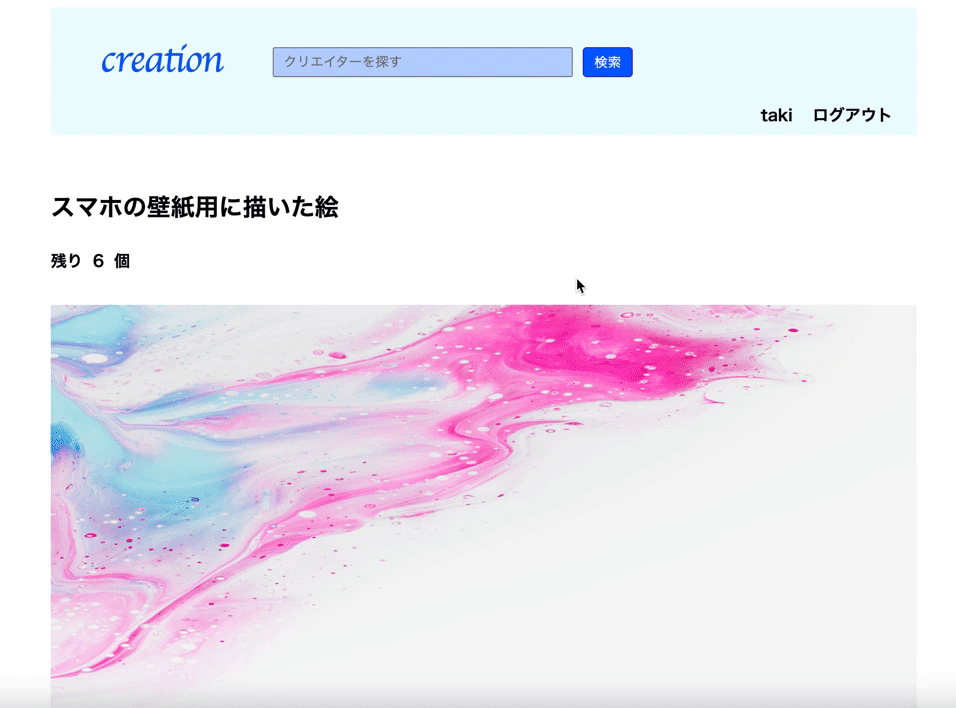 creation
クリエイターを探す 検索
taki ログアウト
スマホの壁紙用に描いた絵
残り 6 個